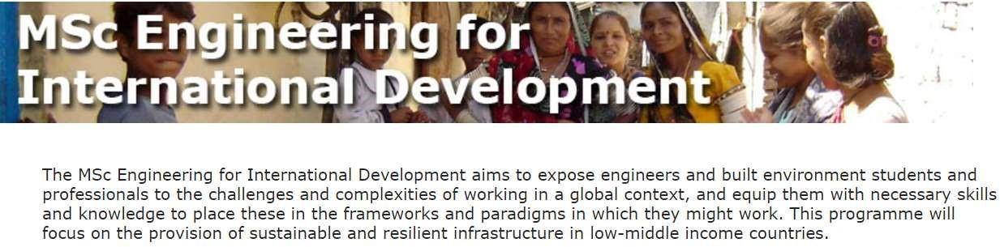 MSc Engineering for
International Development
The MSc Engineering for International Development aims to expose engineers and built environment students and
professionals to the challenges and complexities of working in a global context, and equip them with necessary skills
and knowledge to place these in the frameworks and paradigms in which they might work. This programme will
focus on the provision of sustainable and resilient infrastructure in low-middle income countries.